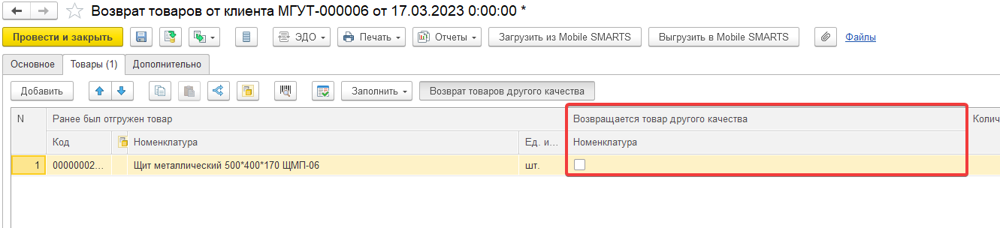 Возврат товаров от клиента МГУТ-000006 от 17.03.2023 0:00:00 *
Провести и закрыть ЭДО Печать Отчеты Загрузить из Mobile SMARTS Выгрузить в Mobile SMARTS Файлы
Основное Товары (1) Дополнительно
Добавить Заполнить Возврат товаров другого качества
N Ранее был отгружен товар Возвращается товар другого качества Колич
Код Номенклатура Ед. и... Номенклатура
1 00000002... Щит металлический 500*400*170 ЩМП-06 шт.